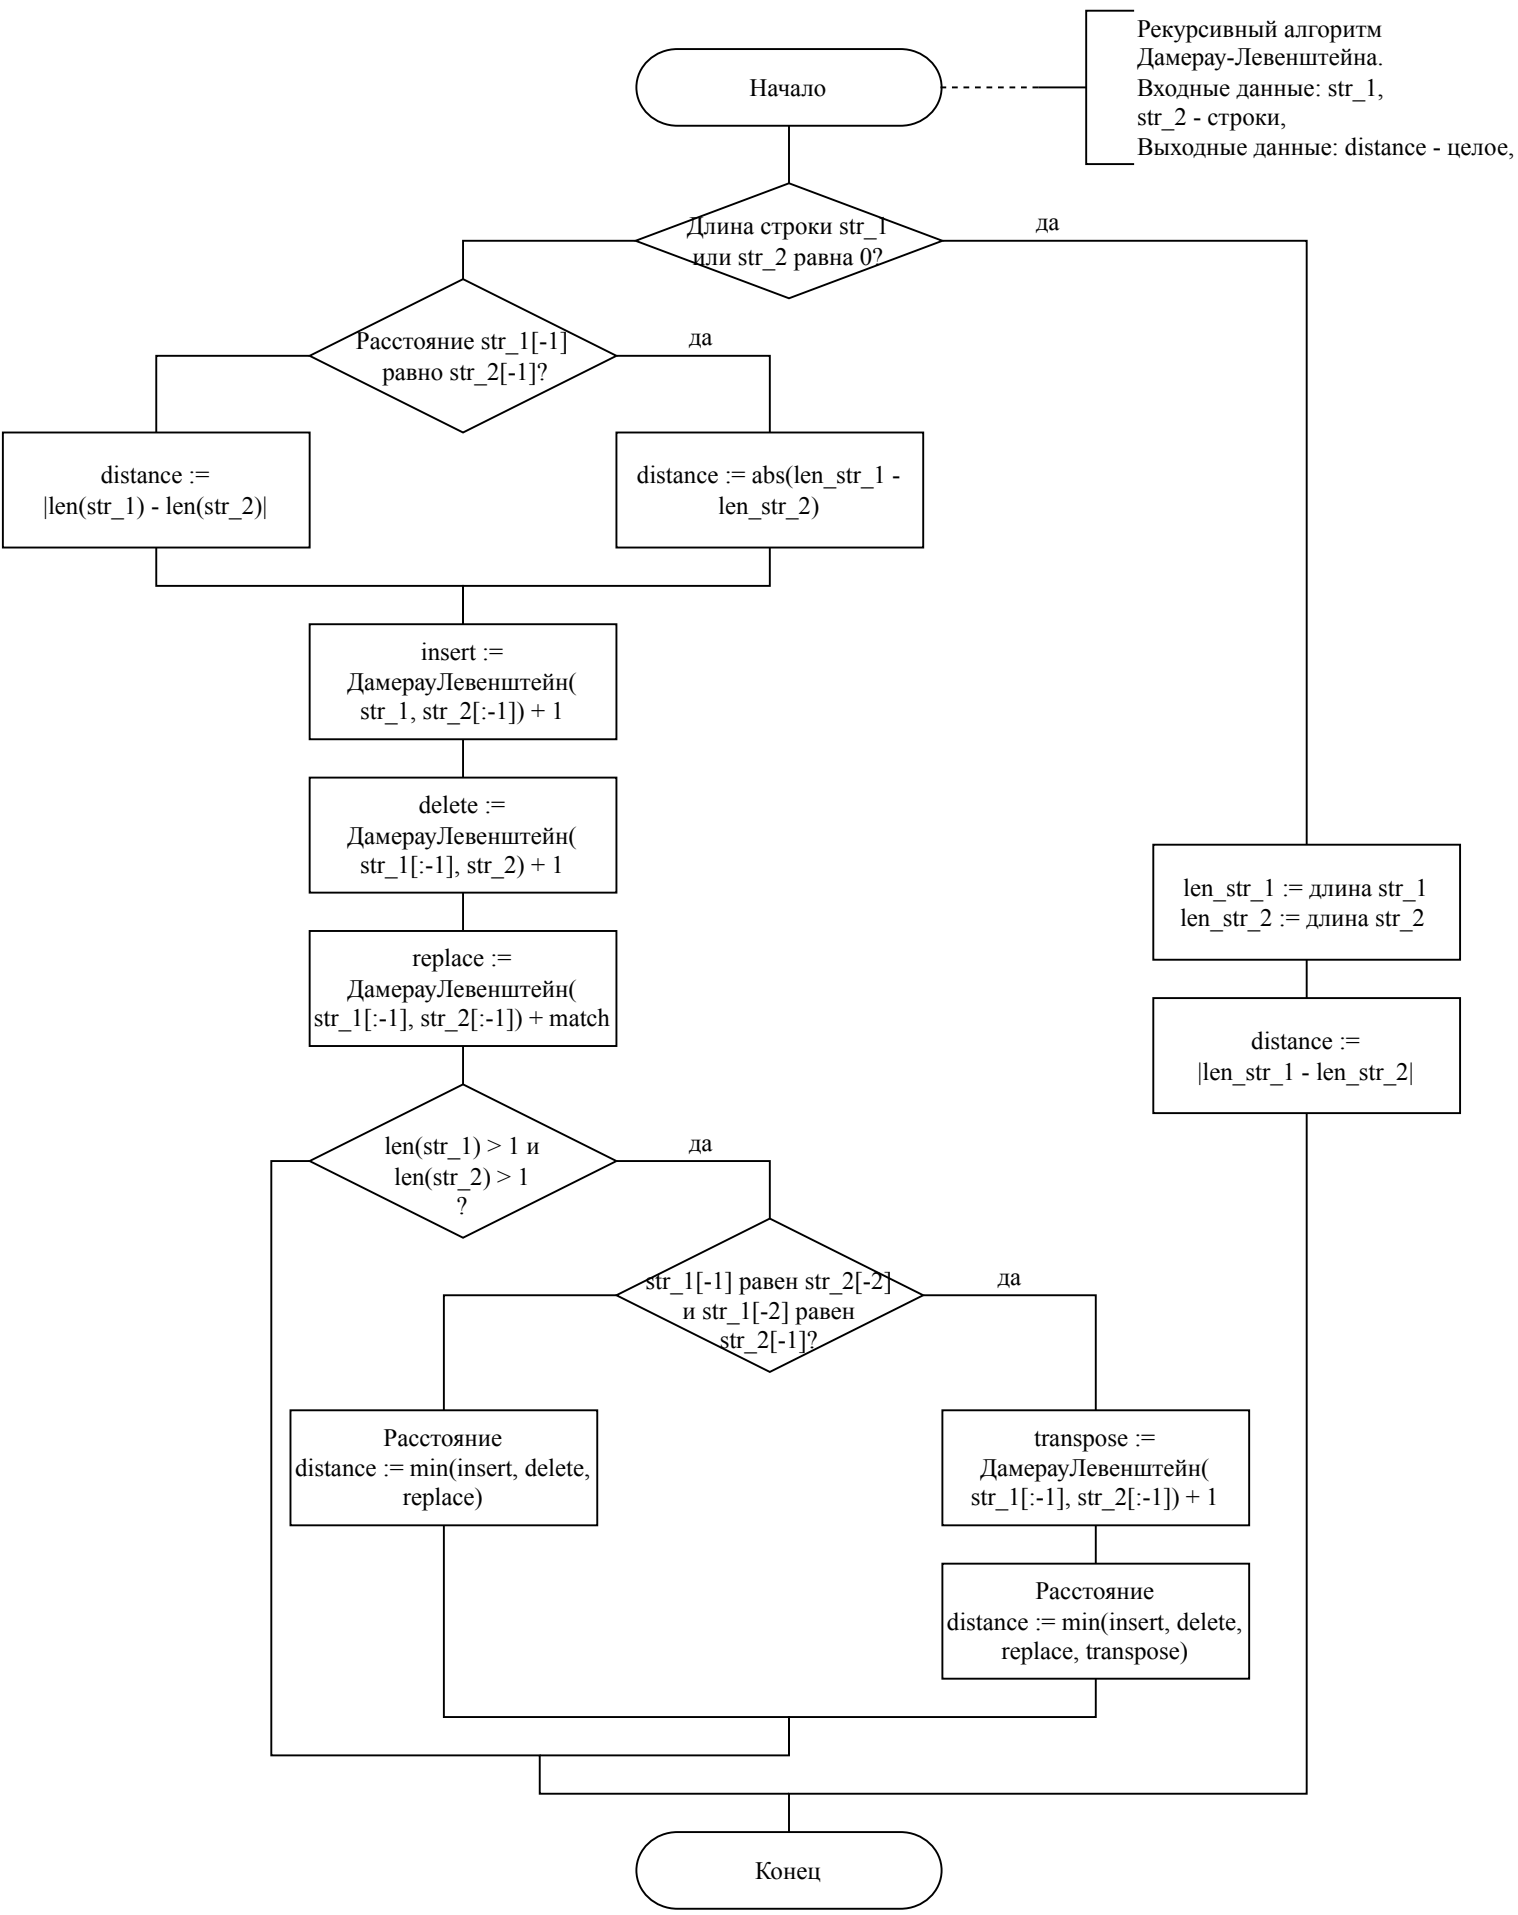 Начало
Рекурсивный алгоритм
Дамерау-Левенштейна.
Входные данные: str_1,
str_2 - строки,
Выходные данные: distance - целое,
Длина строки str_1
или str_2 равна 0?
да
Расстояние str_1[-1]
равно str_2[-1]?
да
distance :=
|len(str_1) - len(str_2)|
distance := abs(len_str_1 -
len_str_2)
insert :=
ДамерауЛевенштейн(
str_1, str_2[:-1]) + 1
delete :=
ДамерауЛевенштейн(
str_1[:-1], str_2) + 1
replace :=
ДамерауЛевенштейн(
str_1[:-1], str_2[:-1]) + match
len_str_1 := длина str_1
len_str_2 := длина str_2
distance :=
|len_str_1 - len_str_2|
len(str_1) > 1 и
len(str_2) > 1
?
да
str_1[-1] равен str_2[-2]
и str_1[-2] равен
str_2[-1]?
да
Расстояние
distance := min(insert, delete,
replace)
transpose :=
ДамерауЛевенштейн(
str_1[:-1], str_2[:-1]) + 1
Расстояние
distance := min(insert, delete,
replace, transpose)
Конец